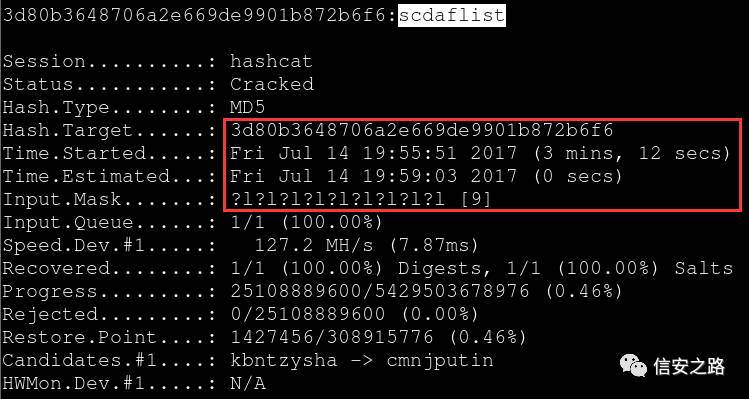 3d80b3648706a2e669de9901b872b6f6:scdaflist
Session..........: hashcat
Status...........: Cracked
Hash.Type........: MD5
Hash.Target......: 3d80b3648706a2e669de9901b872b6f6
Time.Started.....: Fri Jul 14 19:55:51 2017 (3 mins, 12 secs)
Time.Estimated...: Fri Jul 14 19:59:03 2017 (0 secs)
Input.Mask.......: ?l?l?l?l?l?l?l?l?l [9]
Input.Queue......: 1/1 (100.00%)
Speed.Dev.#1.....:   127.2 MH/s (7.87ms)
Recovered........: 1/1 (100.00%) Digests, 1/1 (100.00%) Salts
Progress.........: 25108889600/5429503678976 (0.46%)
Rejected.........: 0/25108889600 (0.00%)
Restore.Point....: 1427456/308915776 (0.46%)
Candidates.#1....: kbntzysha -> cmnjputin
HWMon.Dev.#1.....: N/A
信安之路